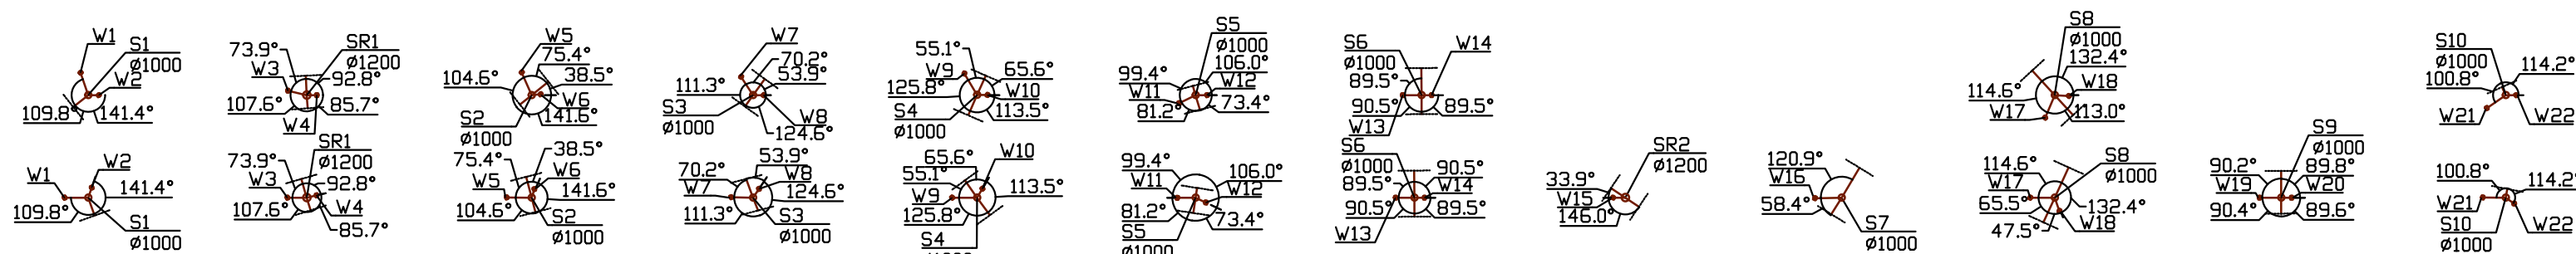 W1
S1
ø1000
W2
109.8°
141.4°
73.9°
SR1
ø1200
W3
92.8°
107.6°
85.7°
W4
W5
75.4°
104.6°
38.5°
W6
S2
141.6°
ø1000
W7
70.2°
111.3°
53.9°
S3
ø1000
W8
124.6°
55.1°
W9
65.6°
125.8°
W10
S4
113.5°
ø1000
S5
ø1000
99.4°
106.0°
W11
W12
81.2°
73.4°
S6
W14
ø1000
89.5°
90.5°
89.5°
W13
S8
ø1000
132.4°
114.6°
W18
W17
113.0°
S10
ø1000
114.2°
100.8°
W21
W22
W1
W2
141.4°
109.8°
S1
ø1000
73.9°
SR1
ø1200
W3
92.8°
107.6°
W4
85.7°
75.4°
38.5°
W6
W5
141.6°
104.6°
S2
ø1000
70.2°
53.9°
W8
W7
124.6°
111.3°
S3
ø1000
65.6°
W10
55.1°
W9
113.5°
125.8°
S4
99.4°
106.0°
W11
W12
81.2°
73.4°
S5
ø1000
S6
ø1000
90.5°
89.5°
W14
90.5°
89.5°
W13
SR2
ø1200
33.9°
W15
146.0°
120.9°
W16
58.4°
S7
ø1000
114.6°
S8
ø1000
W17
65.5°
132.4°
47.5°
W18
S9
ø1000
90.2°
89.8°
W19
W20
90.4°
89.6°
100.8°
W21
S10
ø1000
W22